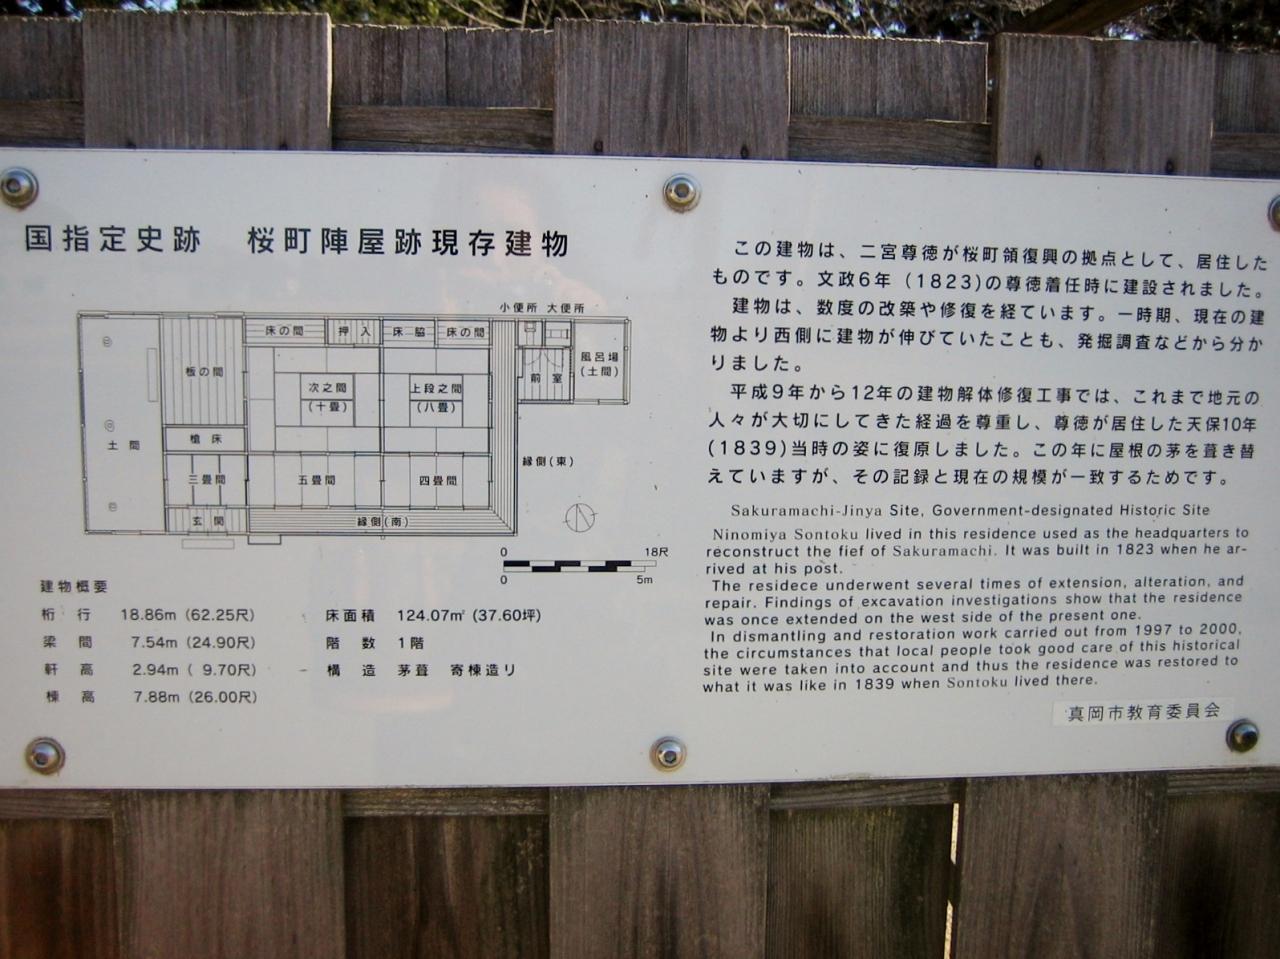 国指定史跡　桜町陣屋跡現存建物
小便所 大便所
床の間 押入 床脇 床の間
板の間
次之間
(十畳)
上段之間
(八畳)
前室
風呂場
(土間)
土間
槍床
三畳間
五畳間
四畳間
縁側(東)
玄関
縁側(南)
0 18尺
0 5m
建物概要
桁行 18.86m (62.25尺) 床面積 124.07㎡ (37.60坪)
梁間 7.54m (24.90尺) 階数 1階
軒高 2.94m ( 9.70尺) 構造 茅葺 寄棟造り
棟高 7.88m (26.00尺)
この建物は、二宮尊徳が桜町領復興の拠点として、居住した
ものです。文政6年 (1823)の尊徳着任時に建設されました。
建物は、数度の改築や修復を経ています。一時期、現在の建
物より西側に建物が伸びていたことも、発掘調査などから分か
りました。
平成9年から12年の建物解体修復工事では、これまで地元の
人々が大切にしてきた経過を尊重し、尊徳が居住した天保10年
(1839)当時の姿に復原しました。この年に屋根の茅を葺き替
えていますが、その記録と現在の規模が一致するためです。
Sakuramachi-Jinya Site, Government-designated Historic Site
Ninomiya Sontoku lived in this residence used as the headquarters to
reconstruct the fief of Sakuramachi. It was built in 1823 when he ar-
rived at his post.
The residece underwent several times of extension, alteration, and
repair. Findings of excavation investigations show that the residence
was once extended on the west side of the present one.
In dismantling and restoration work carried out from 1997 to 2000,
the circumstances that local people took good care of this historical
site were taken into account and thus the residence was restored to
what it was like in 1839 when Sontoku lived there.
真岡市教育委員会